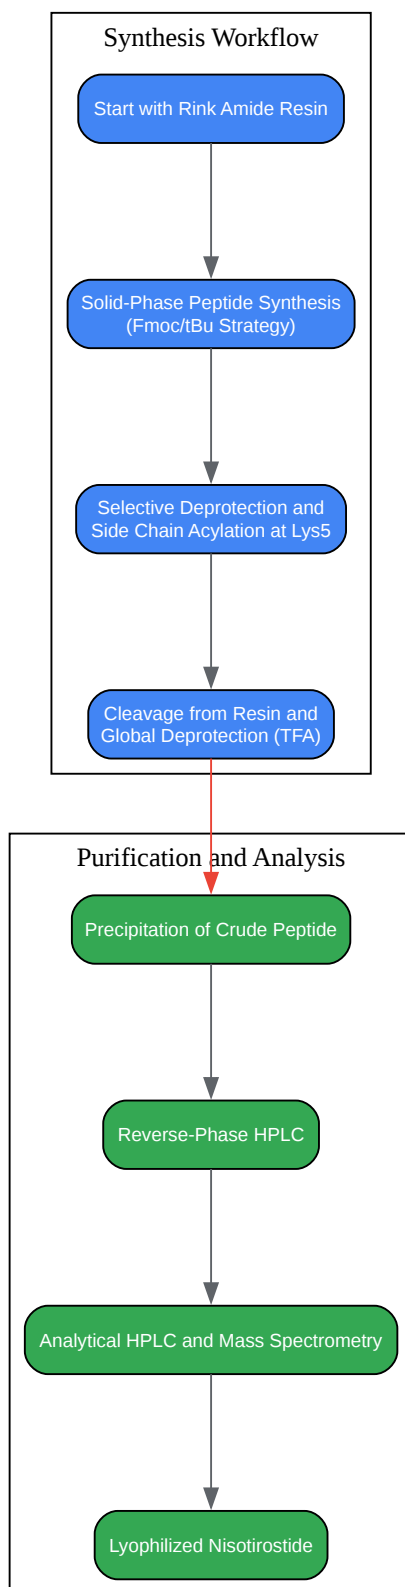 Synthesis Workflow
Start with Rink Amide Resin
Solid-Phase Peptide Synthesis
(Fmoc/tBu Strategy)
Selective Deprotection and
Side Chain Acylation at Lys5
Cleavage from Resin and
Global Deprotection (TFA)
Purification and Analysis
Precipitation of Crude Peptide
Reverse-Phase HPLC
Analytical HPLC and Mass Spectrometry
Lyophilized Nisotirostide